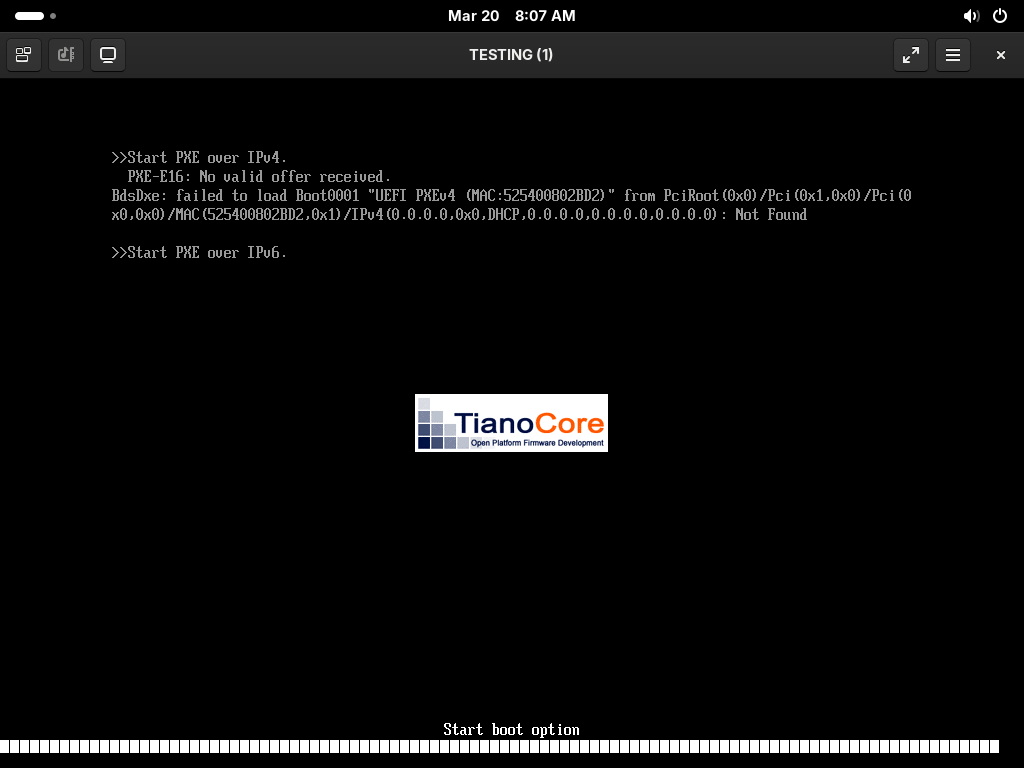 Mar 20 8:07 AM
TESTING (1)
>>Start PXE over IPv4.
PXE-E16: No valid offer received.
BdsDxe: failed to load Boot0001 "UEFI PXEv4 (MAC:525400802BD2)" from PciRoot(0x0)/Pci(0x1,0x0)/Pci(0
x0,0x0)/MAC(525400802BD2,0x1)/IPv4(0.0.0.0,0x0,DHCP,0.0.0.0,0.0.0.0,0.0.0.0): Not Found
>>Start PXE over IPv6.
TianoCore
Open Platform Firmware Development
Start boot option